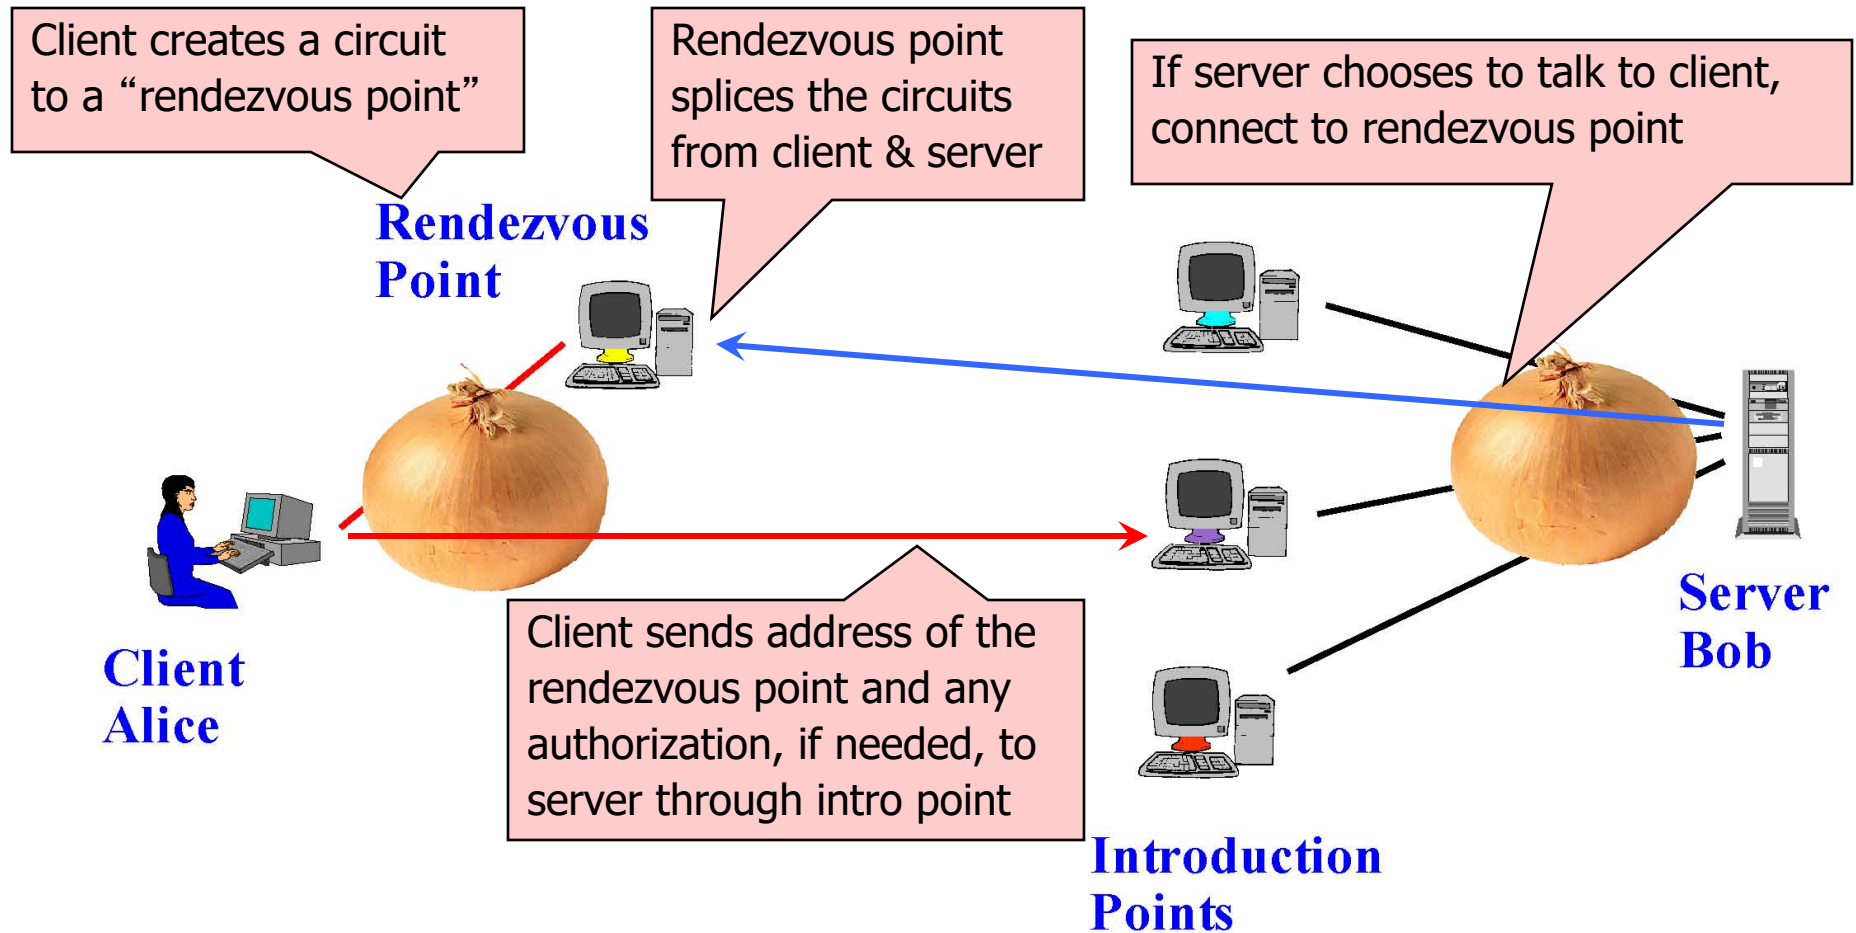 Client creates a circuit
to a “rendezvous point”
Rendezvous point
splices the circuits
from client & server
If server chooses to talk to client,
connect to rendezvous point
Rendezvous
Point
Client sends address of the
rendezvous point and any
authorization, if needed, to
server through intro point
Client
Alice
Server
Bob
Introduction
Points